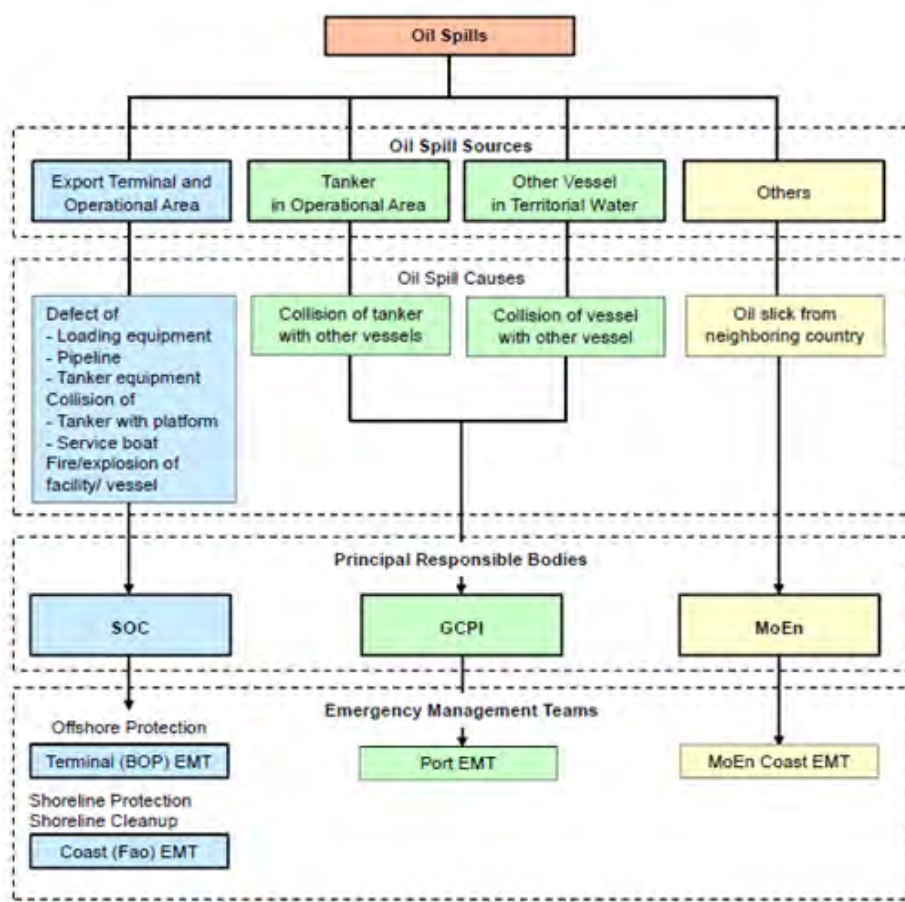 Oil Spills
Oil Spill Sources
Export Terminal and
Operational Area
Tanker
in Operational Area
Other Vessel
in Territorial Water
Others
Oil Spill Causes
Defect of
- Loading equipment
- Pipeline
- Tanker equipment
Collision of
- Tanker with platform
- Service boat
Fire/explosion of
facility/ vessel
Collision of tanker
with other vessels
Collision of vessel
with other vessel
Oil slick from
neighboring country
Principal Responsible Bodies
SOC
GCPI
MoEn
Emergency Management Teams
Offshore Protection
Terminal (BOP) EMT
Shoreline Protection
Shoreline Cleanup
Coast (Fao) EMT
Port EMT
MoEn Coast EMT